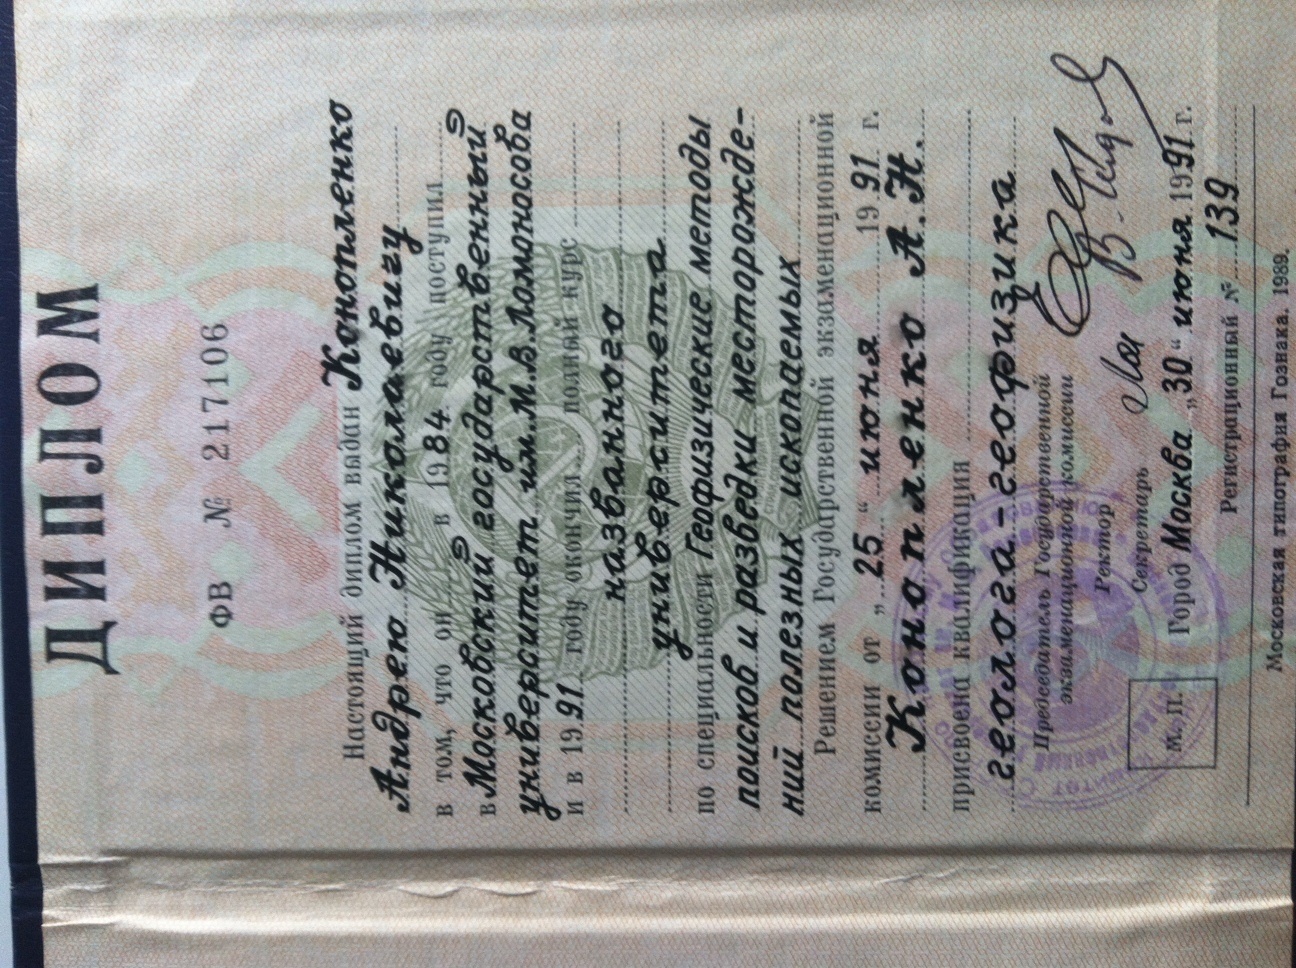 ДИПЛОМ
ФВ № 217106
Настоящий диплом выдан Конопленко
Андрею Николаевичу
в том, что он в 1984 году поступил
в Московский государственный
университет им. М.В. Ломоносова
и в 1991 году окончил полный курс
названного
университета
по специальности Геофизические методы
поисков и разведки месторожде-
ний полезных ископаемых
Решением Государственной экзаменационной
комиссии от „25“ июня 1991 г.
Конопленко А.Н.
присвоена квалификация
геолога-геофизика
Председатель Государственной
экзаменационной комиссии
Ректор
Секретарь
М. П.
Город Москва „30“ июня 1991 г.
Регистрационный № 139
Московская типография Гознака. 1989.